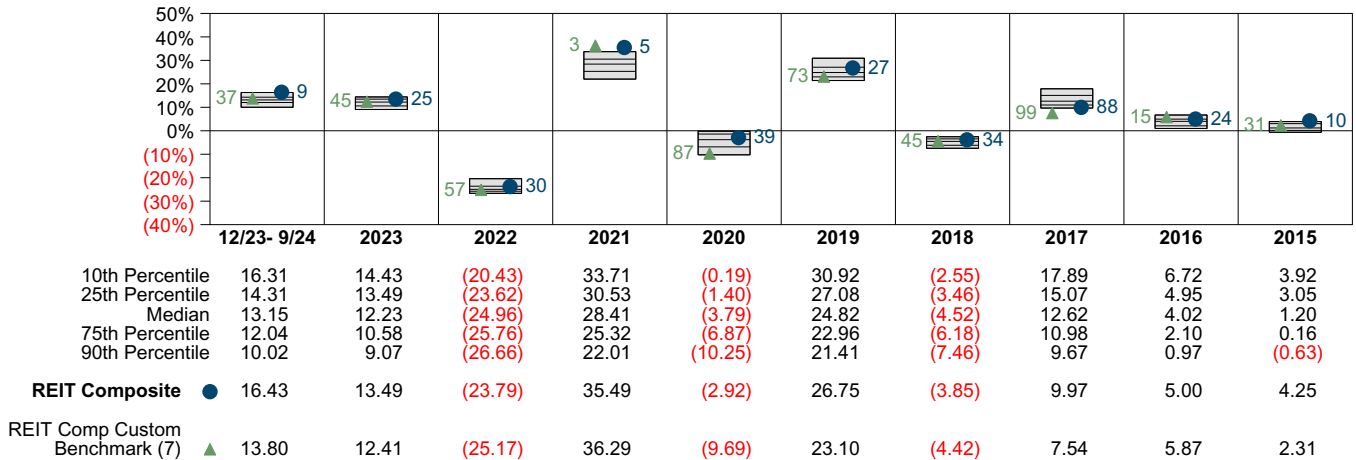 50%
40%
30%
20%
10%
0%
(10%)
(20%)
(30%)
(40%)
37 9
45 25
57 30
3 5
87 39
73 27
45 34
99 88
15 24
31 10
12/23- 9/24 2023 2022 2021 2020 2019 2018 2017 2016 2015
10th Percentile 16.31 14.43 (20.43) 33.71 (0.19) 30.92 (2.55) 17.89 6.72 3.92
25th Percentile 14.31 13.49 (23.62) 30.53 (1.40) 27.08 (3.46) 15.07 4.95 3.05
Median 13.15 12.23 (24.96) 28.41 (3.79) 24.82 (4.52) 12.62 4.02 1.20
75th Percentile 12.04 10.58 (25.76) 25.32 (6.87) 22.96 (6.18) 10.98 2.10 0.16
90th Percentile 10.02 9.07 (26.66) 22.01 (10.25) 21.41 (7.46) 9.67 0.97 (0.63)
REIT Composite 16.43 13.49 (23.79) 35.49 (2.92) 26.75 (3.85) 9.97 5.00 4.25
REIT Comp Custom
Benchmark (7) 13.80 12.41 (25.17) 36.29 (9.69) 23.10 (4.42) 7.54 5.87 2.31